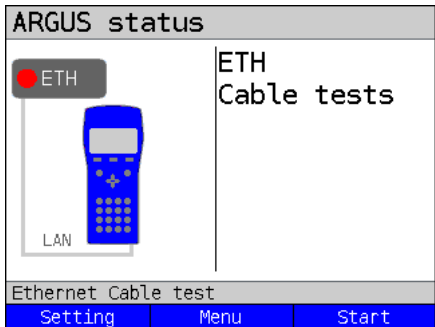 ARGUS status
ETH
ETH
Cable tests
LAN
Ethernet Cable test
Setting Menu Start